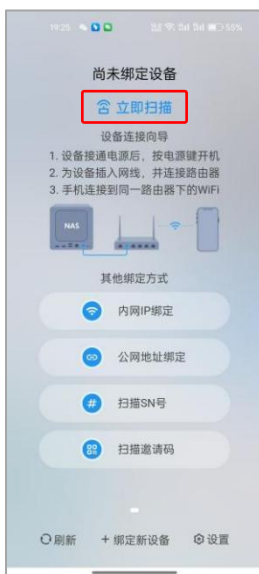 19:25
58%
尚未绑定设备
立即扫描
设备连接向导
1. 设备接通电源后，按电源键开机
2. 为设备插入网线，并连接路由器
3. 手机连接到同一路由器下的WiFi
NAS
其他绑定方式
内网IP绑定
公网地址绑定
# 扫描SN号
扫描邀请码
刷新 + 绑定新设备 设置